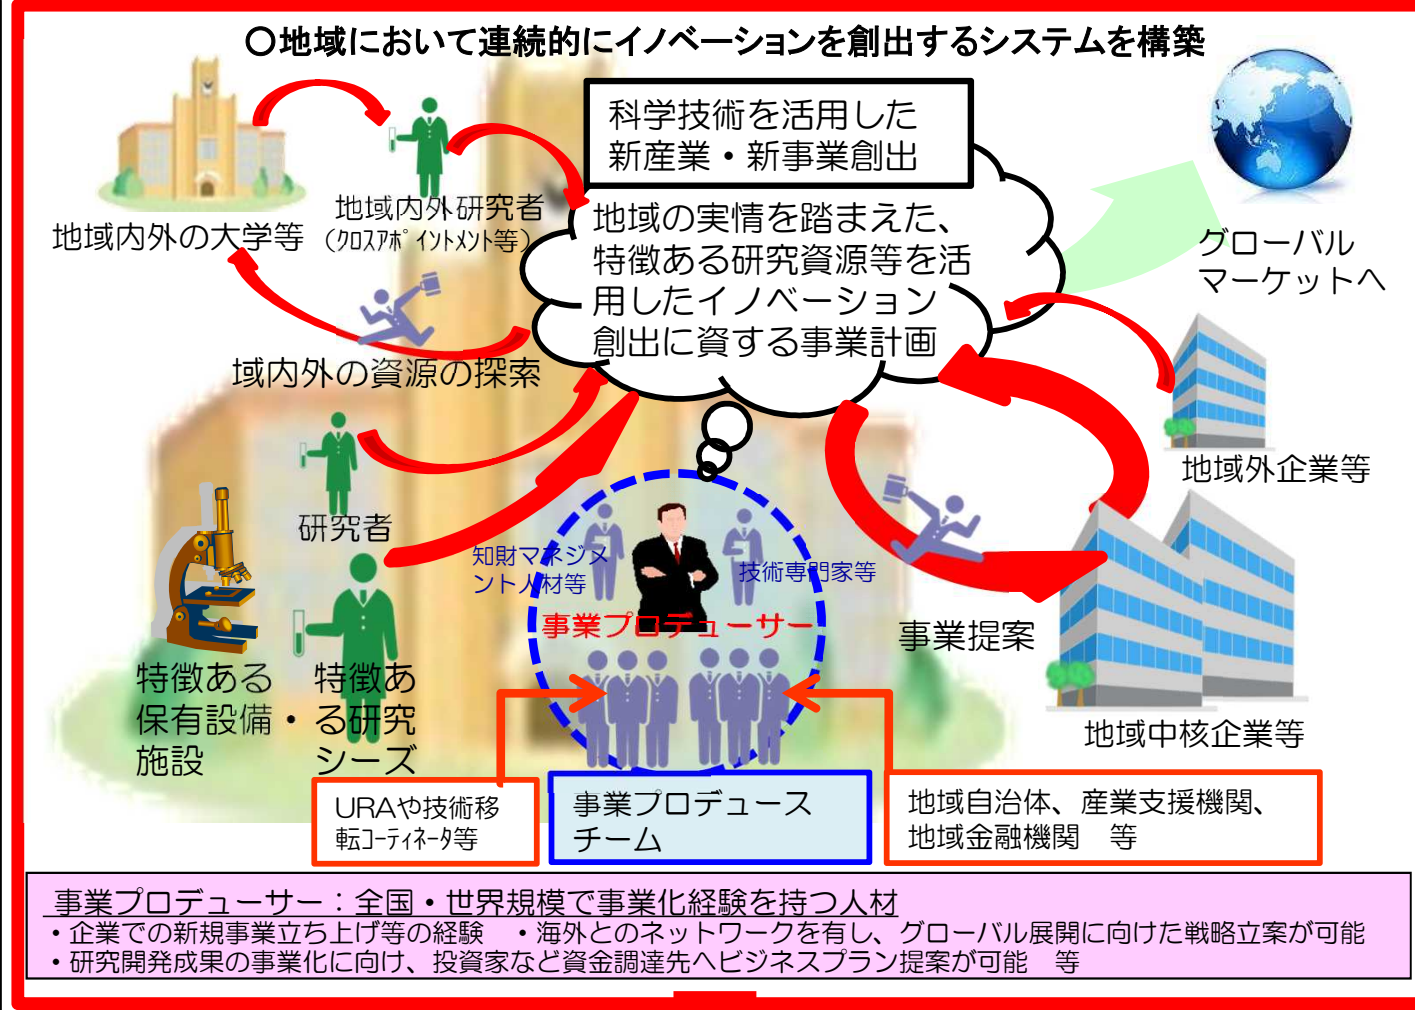 〇地域において連続的にイノベーションを創出するシステムを構築
科学技術を活用した
新産業・新事業創出
地域の実情を踏まえた、
特徴ある研究資源等を活
用したイノベーション
創出に資する事業計画
地域内外の大学等
地域内外研究者
（ｸﾛｽｱﾎﾟｲﾝﾄﾒﾝﾄ等）
グローバル
マーケットへ
域内外の資源の探索
地域外企業等
研究者
知財マネジメ
ント人材等
技術専門家等
事業プロデューサー
事業提案
特徴ある
保有設備・
施設
特徴あ
る研究
シーズ
地域中核企業等
URAや技術移
転ｺｰﾃｨﾈｰﾀ等
事業プロデュース
チーム
地域自治体、産業支援機関、
地域金融機関　等
事業プロデューサー：全国・世界規模で事業化経験を持つ人材
・企業での新規事業立ち上げ等の経験　・海外とのネットワークを有し、グローバル展開に向けた戦略立案が可能
・研究開発成果の事業化に向け、投資家など資金調達先へビジネスプラン提案が可能　等